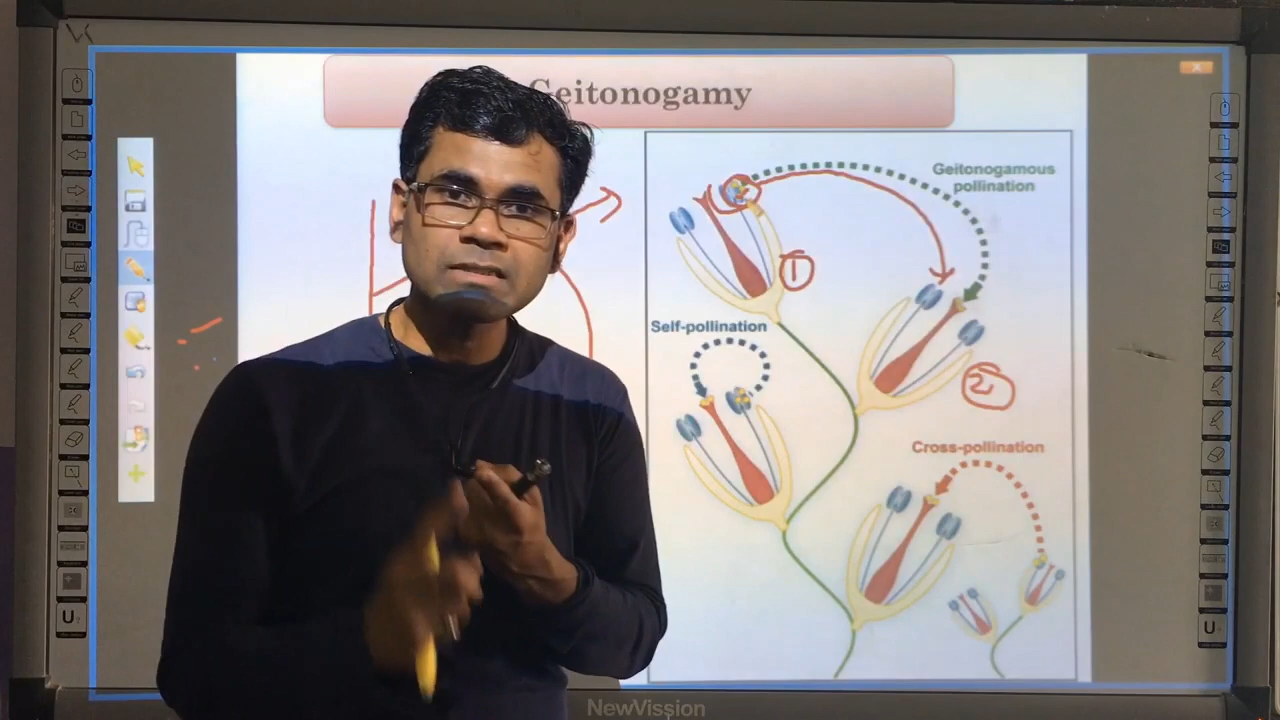 Geitonogamy
Geitonogamous
pollination
1
Self-pollination
2
Cross-pollination
U
U
NewVission